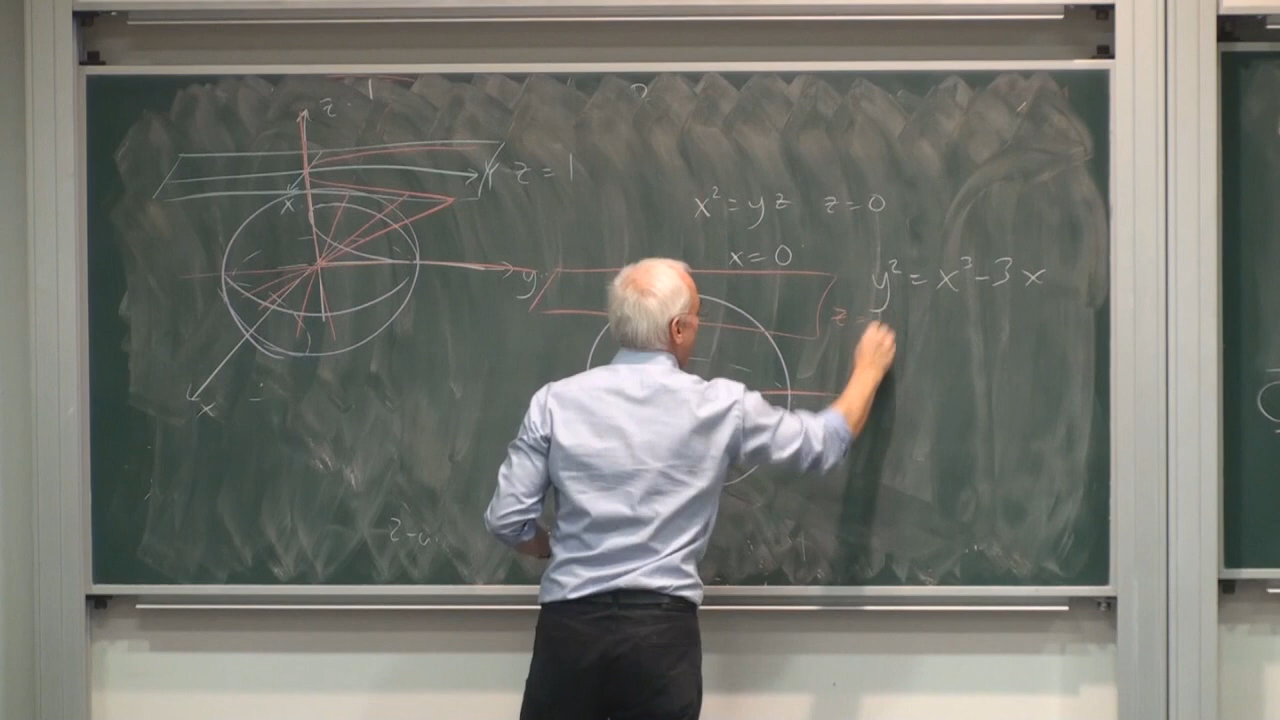 z
z = 1
x
x² = yz z = 0
x = 0
y
y² = x³ - 3x
z =
x